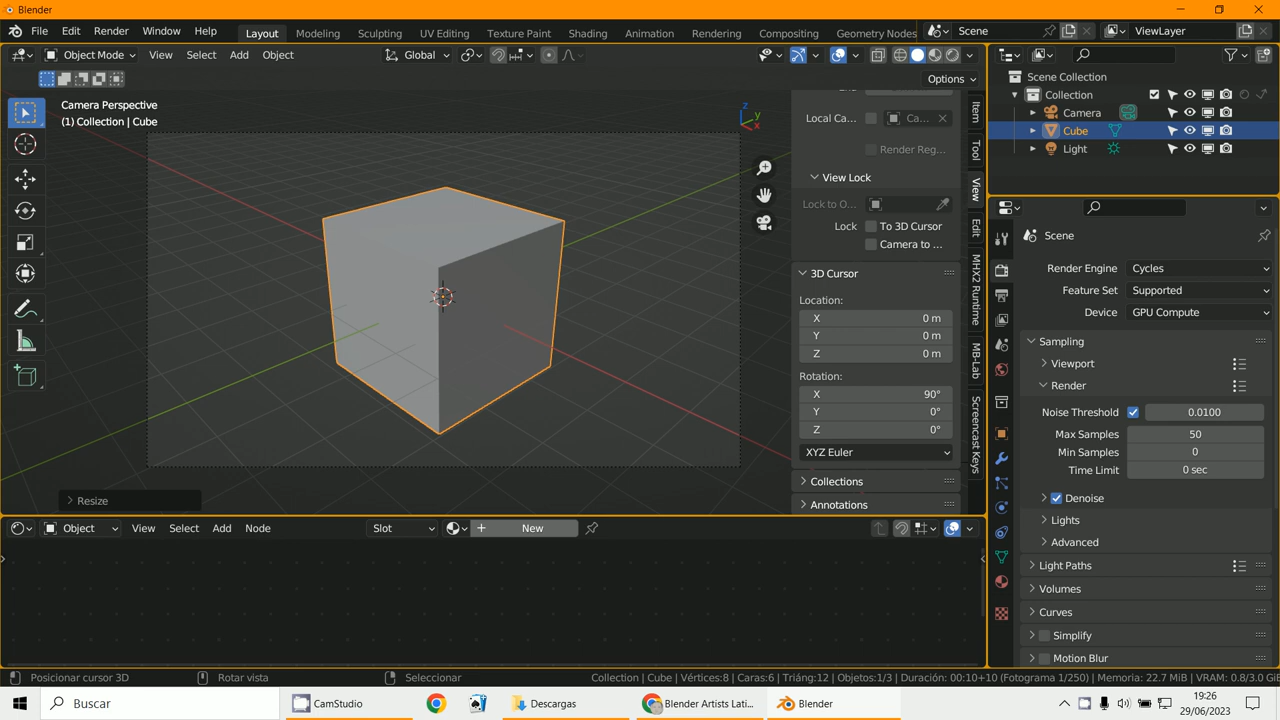 Blender
File Edit Render Window Help
Layout Modeling Sculpting UV Editing Texture Paint Shading Animation Rendering Compositing Geometry Nodes
Scene
ViewLayer
Object Mode View Select Add Object
Global
Options
Camera Perspective
(1) Collection | Cube
Z
Y
X
Resize
Local Ca...
Ca...
Render Reg...
View Lock
Lock to O...
Lock To 3D Cursor
Camera to ...
3D Cursor
Location:
X 0 m
Y 0 m
Z 0 m
Rotation:
X 90°
Y 0°
Z 0°
XYZ Euler
Collections
Annotations
Item
Tool
View
Edit
MHX2 Runtime
MB-Lab
Screencast Keys
Scene Collection
Collection
Camera
Cube
Light
Scene
Render Engine Cycles
Feature Set Supported
Device GPU Compute
Sampling
Viewport
Render
Noise Threshold 0.0100
Max Samples 50
Min Samples 0
Time Limit 0 sec
Denoise
Lights
Advanced
Light Paths
Volumes
Curves
Simplify
Motion Blur
Object View Select Add Node
Slot
New
Posicionar cursor 3D
Rotar vista
Seleccionar
Collection | Cube | Vértices:8 | Caras:6 | Triáng:12 | Objetos:1/3 | Duración: 00:10+10 (Fotograma 1/250) | Memoria: 22.7 MiB | VRAM: 0.8/3.0 GiB
Buscar
CamStudio
Descargas
Blender Artists Lati...
Blender
19:26
29/06/2023